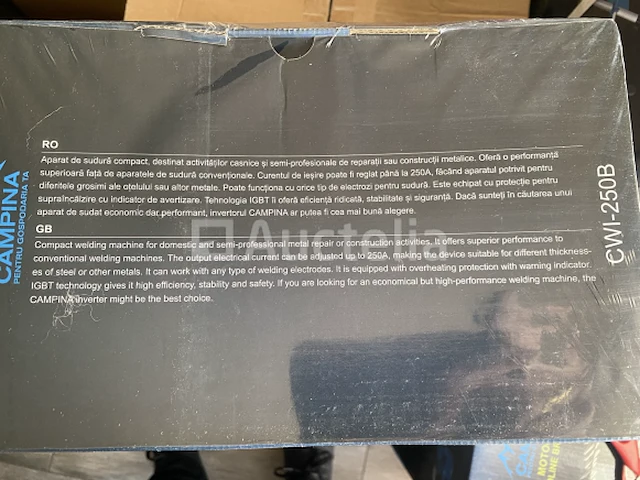 RO
Aparat de sudură compact, destinat activităților casnice și semi-profesionale de reparații sau construcții metalice. Oferă o performanță
superioară față de aparatele de sudură convenționale. Curentul de ieșire poate fi reglat până la 250A, făcând aparatul potrivit pentru
diferitele grosimi ale oțelului sau altor metale. Poate funcționa cu orice tip de electrozi pentru sudură. Este echipat cu protecție pentru
supraîncălzire cu indicator de avertizare. Tehnologia IGBT îi oferă eficiență ridicată, stabilitate și siguranță. Dacă sunteți în căutarea unui
aparat de sudat economic dar performant, invertorul CAMPINA ar putea fi cea mai bună alegere.
GB
Compact welding machine for domestic and semi-professional metal repair or construction activities. It offers superior performance to
conventional welding machines. The output electrical current can be adjusted up to 250A, making the device suitable for different thickness-
es of steel or other metals. It can work with any type of welding electrodes. It is equipped with overheating protection with warning indicator.
IGBT technology gives it high efficiency, stability and safety. If you are looking for an economical but high-performance welding machine, the
CAMPINA inverter might be the best choice.
CAMPINA
PENTRU GOSPODARIA TA
CWI-250B
Auctelia
MOTO